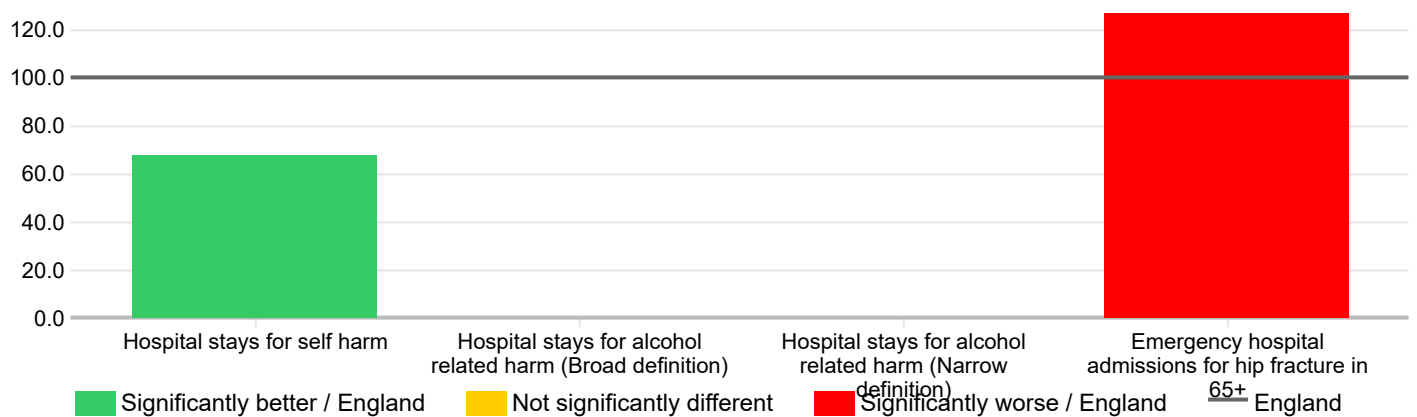 120.0
100.0
80.0
60.0
40.0
20.0
0.0
Hospital stays for self harm
Hospital stays for alcohol
related harm (Broad definition)
Hospital stays for alcohol
related harm (Narrow
definition)
Emergency hospital
admissions for hip fracture in
65+
Significantly better / England
Not significantly different
Significantly worse / England
England